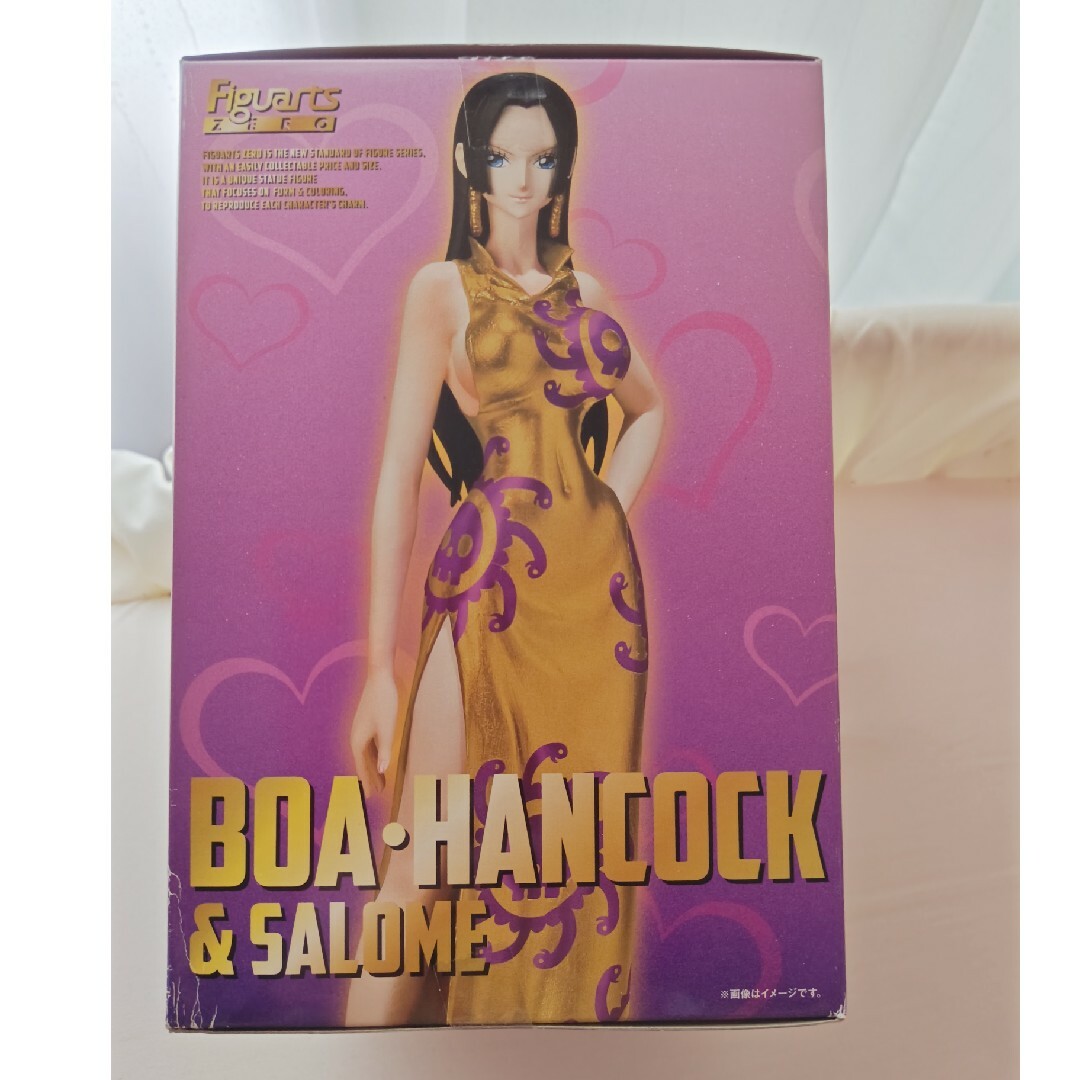 Figuarts
ZERO
FIGUARTS ZERO IS THE NEW STANDARD OF FIGURE SERIES,
WITH AN EASILY COLLECTABLE PRICE AND SIZE.
IT IS A UNIQUE STATUE FIGURE
THAT FOCUSES ON FORM & COLORING,
TO REPRODUCE EACH CHARACTER'S CHARM.
BOA・HANCOCK
& SALOME
※画像はイメージです。